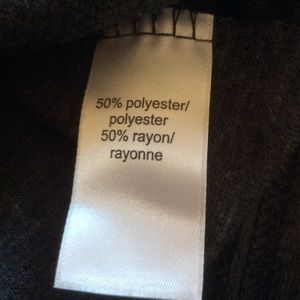 50% polyester/
polyester
50% rayon/
rayonne